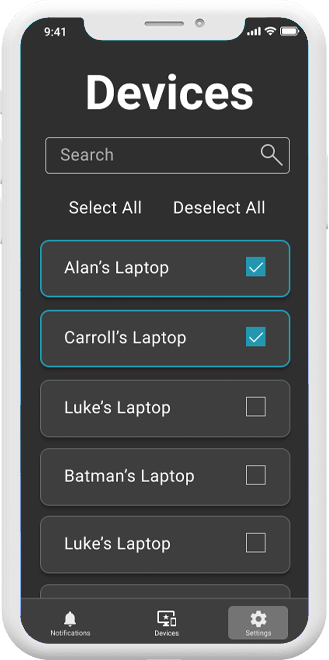 9:41
Devices
Search
Select All Deselect All
Alan's Laptop
Carroll's Laptop
Luke's Laptop
Batman's Laptop
Luke's Laptop
Notifications Devices Settings